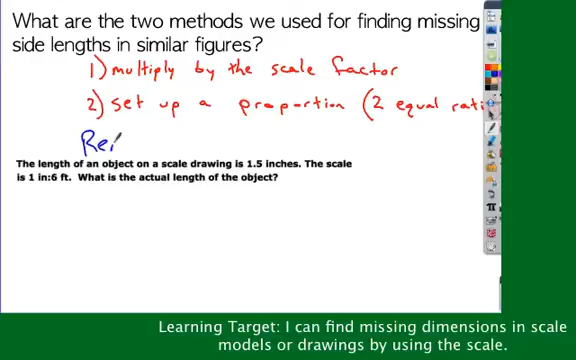 What are the two methods we used for finding missing
side lengths in similar figures?
1) multiply by the scale factor
2) set up a proportion (2 equal rati
Rei
The length of an object on a scale drawing is 1.5 inches. The scale
is 1 in:6 ft. What is the actual length of the object?
Learning Target: I can find missing dimensions in scale
models or drawings by using the scale.